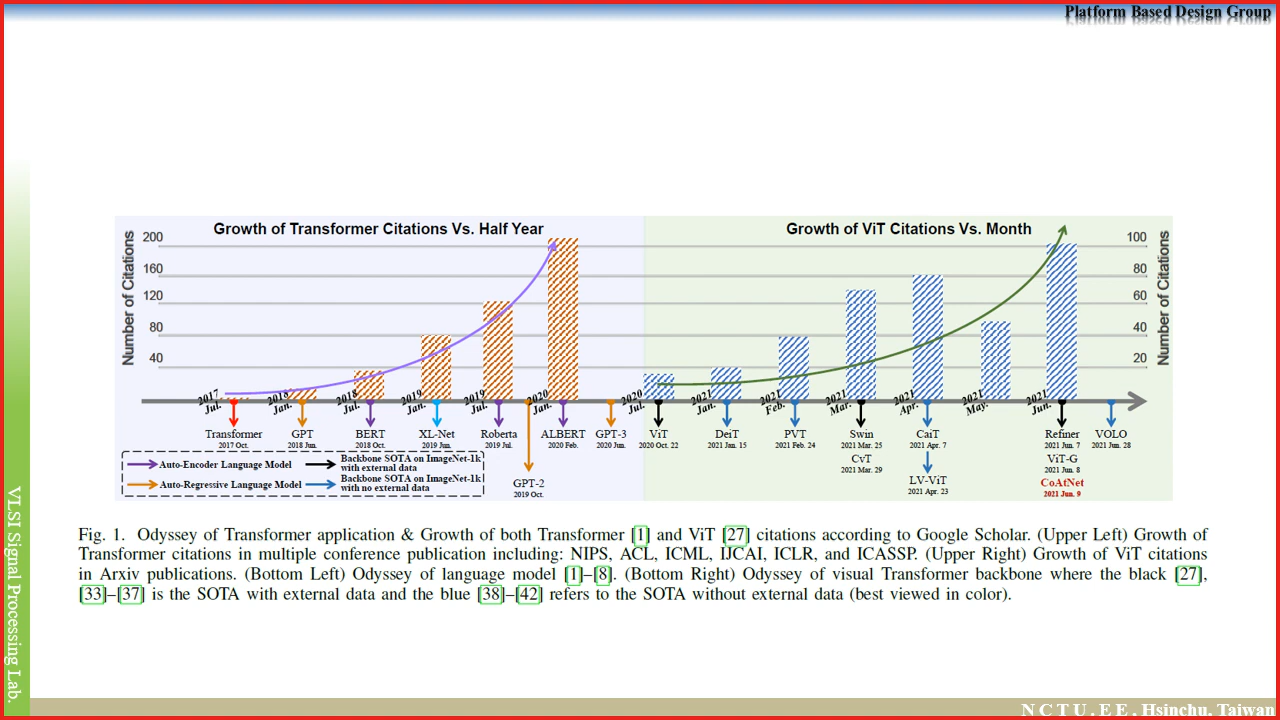 Platform Based Design Group
Growth of Transformer Citations Vs. Half Year
Growth of ViT Citations Vs. Month
Number of Citations
200
160
120
80
40
100
80
60
40
20
Number of Citations
2017 Jul.
2018 Jan.
2018 Jul.
2019 Jan.
2019 Jul.
2020 Jan.
2020 Jul.
2021 Jan.
2021 Feb.
2021 Mar.
2021 Apr.
2021 May.
2021 Jun.
Transformer
2017 Oct.
GPT
2018 Jun.
BERT
2018 Oct.
XL-Net
2019 Jun.
Roberta
2019 Jul.
GPT-2
2019 Oct.
ALBERT
2020 Feb.
GPT-3
2020 Jun.
ViT
2020 Oct. 22
DeiT
2021 Jan. 15
PVT
2021 Feb. 24
Swin
2021 Mar. 25
CvT
2021 Mar. 29
CaiT
2021 Apr. 7
LV-ViT
2021 Apr. 23
Refiner
2021 Jun. 7
ViT-G
2021 Jun. 8
CoAtNet
2021 Jun. 9
VOLO
2021 Jun. 28
Auto-Encoder Language Model
Auto-Regressive Language Model
Backbone SOTA on ImageNet-1k
with external data
Backbone SOTA on ImageNet-1k
with no external data
Fig. 1. Odyssey of Transformer application & Growth of both Transformer [1] and ViT [27] citations according to Google Scholar. (Upper Left) Growth of
Transformer citations in multiple conference publication including: NIPS, ACL, ICML, IJCAI, ICLR, and ICASSP. (Upper Right) Growth of ViT citations
in Arxiv publications. (Bottom Left) Odyssey of language model [1]–[8]. (Bottom Right) Odyssey of visual Transformer backbone where the black [27],
[33]–[37] is the SOTA with external data and the blue [38]–[42] refers to the SOTA without external data (best viewed in color).
VLSI Signal Processing Lab.
N C T U . E E , Hsinchu, Taiwan